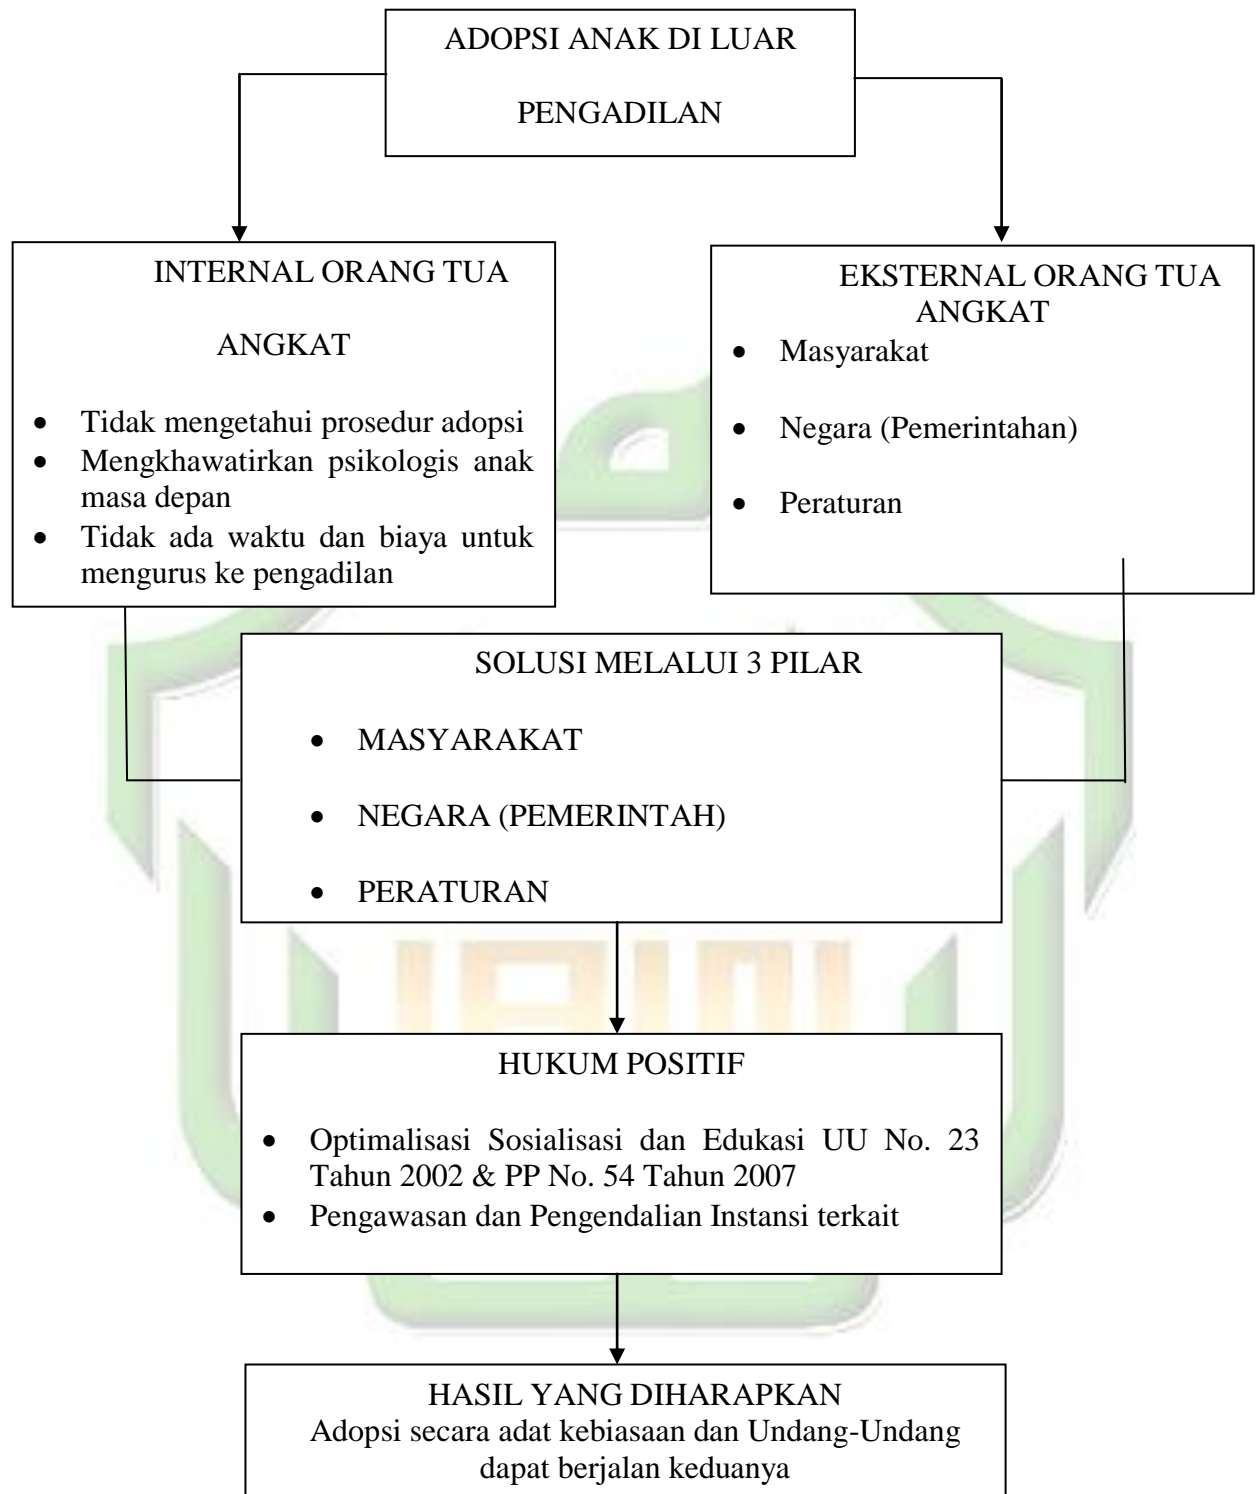 ADOPSI ANAK DI LUAR
PENGADILAN
INTERNAL ORANG TUA
ANGKAT
• Tidak mengetahui prosedur adopsi
• Mengkhawatirkan psikologis anak
masa depan
• Tidak ada waktu dan biaya untuk
mengurus ke pengadilan
EKSTERNAL ORANG TUA
ANGKAT
• Masyarakat
• Negara (Pemerintahan)
• Peraturan
SOLUSI MELALUI 3 PILAR
• MASYARAKAT
• NEGARA (PEMERINTAH)
• PERATURAN
HUKUM POSITIF
• Optimalisasi Sosialisasi dan Edukasi UU No. 23
Tahun 2002 & PP No. 54 Tahun 2007
• Pengawasan dan Pengendalian Instansi terkait
HASIL YANG DIHARAPKAN
Adopsi secara adat kebiasaan dan Undang-Undang
dapat berjalan keduanya